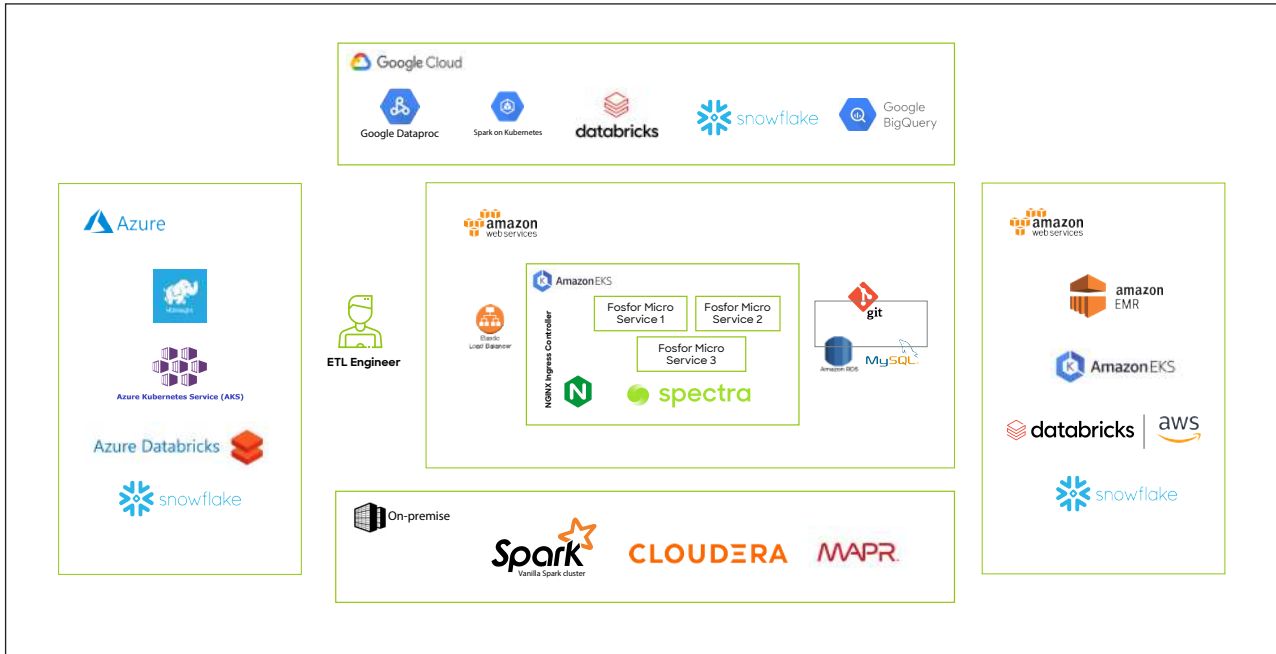 Google Cloud
Google Dataproc
Spark on Kubernetes
databricks
snowflake
Google
BigQuery
Azure
HDInsight
Azure Kubernetes Service (AKS)
Azure Databricks
snowflake
ETL Engineer
amazon
web services
Elastic
Load Balancer
Amazon EKS
NGINX Ingress Controller
Fosfor Micro
Service 1
Fosfor Micro
Service 2
Fosfor Micro
Service 3
N
spectra
git
Amazon RDS
MySQL
amazon
web services
amazon
EMR
Amazon EKS
databricks
aws
snowflake
On-premise
Spark
Vanilla Spark cluster
CLOUDERA
MAPR